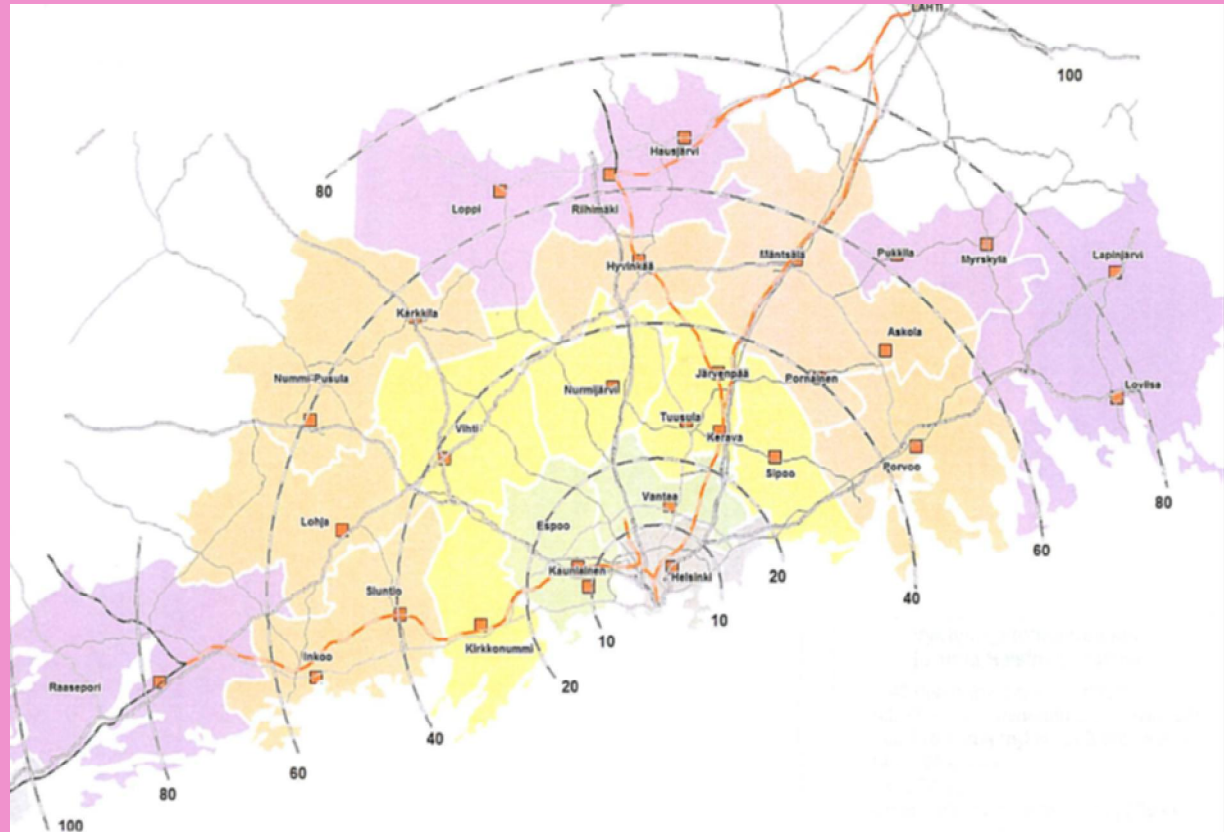 LAHTI
100
Hausjärvi
80
Loppi
Riihimäki
Pukkila
Myrskylä
Lapinjärvi
Mäntsälä
Hyvinkää
Karkkila
Askola
Nummi-Pusula
Nurmijärvi
Järvenpää
Pornainen
Loviisa
Vihti
Tuusula
Kerava
Sipoo
Porvoo
80
Vantaa
Lohja
Espoo
60
Kauniainen
Helsinki
20
Siuntio
40
10
10
Kirkkonummi
Inkoo
20
Raasepori
40
60
80
100